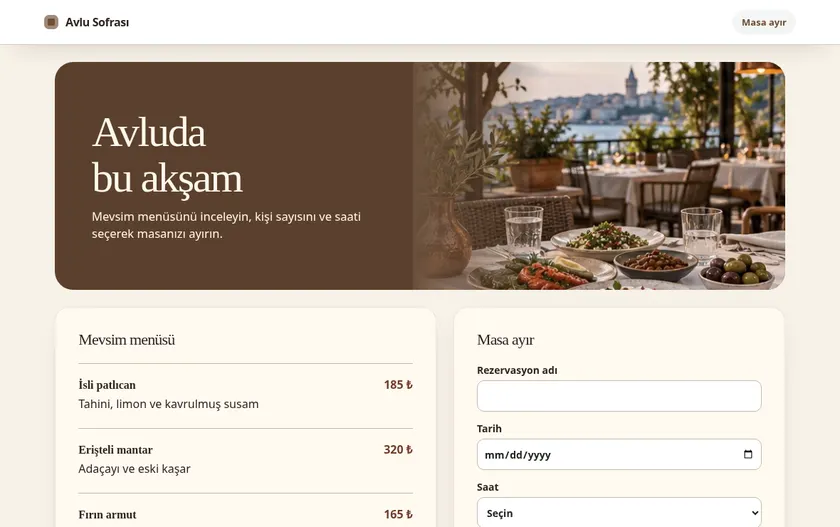 Avlu Sofrası
Masa ayır
Avluda
bu akşam
Mevsim menüsünü inceleyin, kişi sayısını ve saati
seçerek masanızı ayırın.
Mevsim menüsü
İsli patlıcan
185 ₺
Tahini, limon ve kavrulmuş susam
Erişteli mantar
320 ₺
Adaçayı ve eski kaşar
Fırın armut
165 ₺
Masa ayır
Rezervasyon adı
Tarih
mm/dd/yyyy
Saat
Seçin